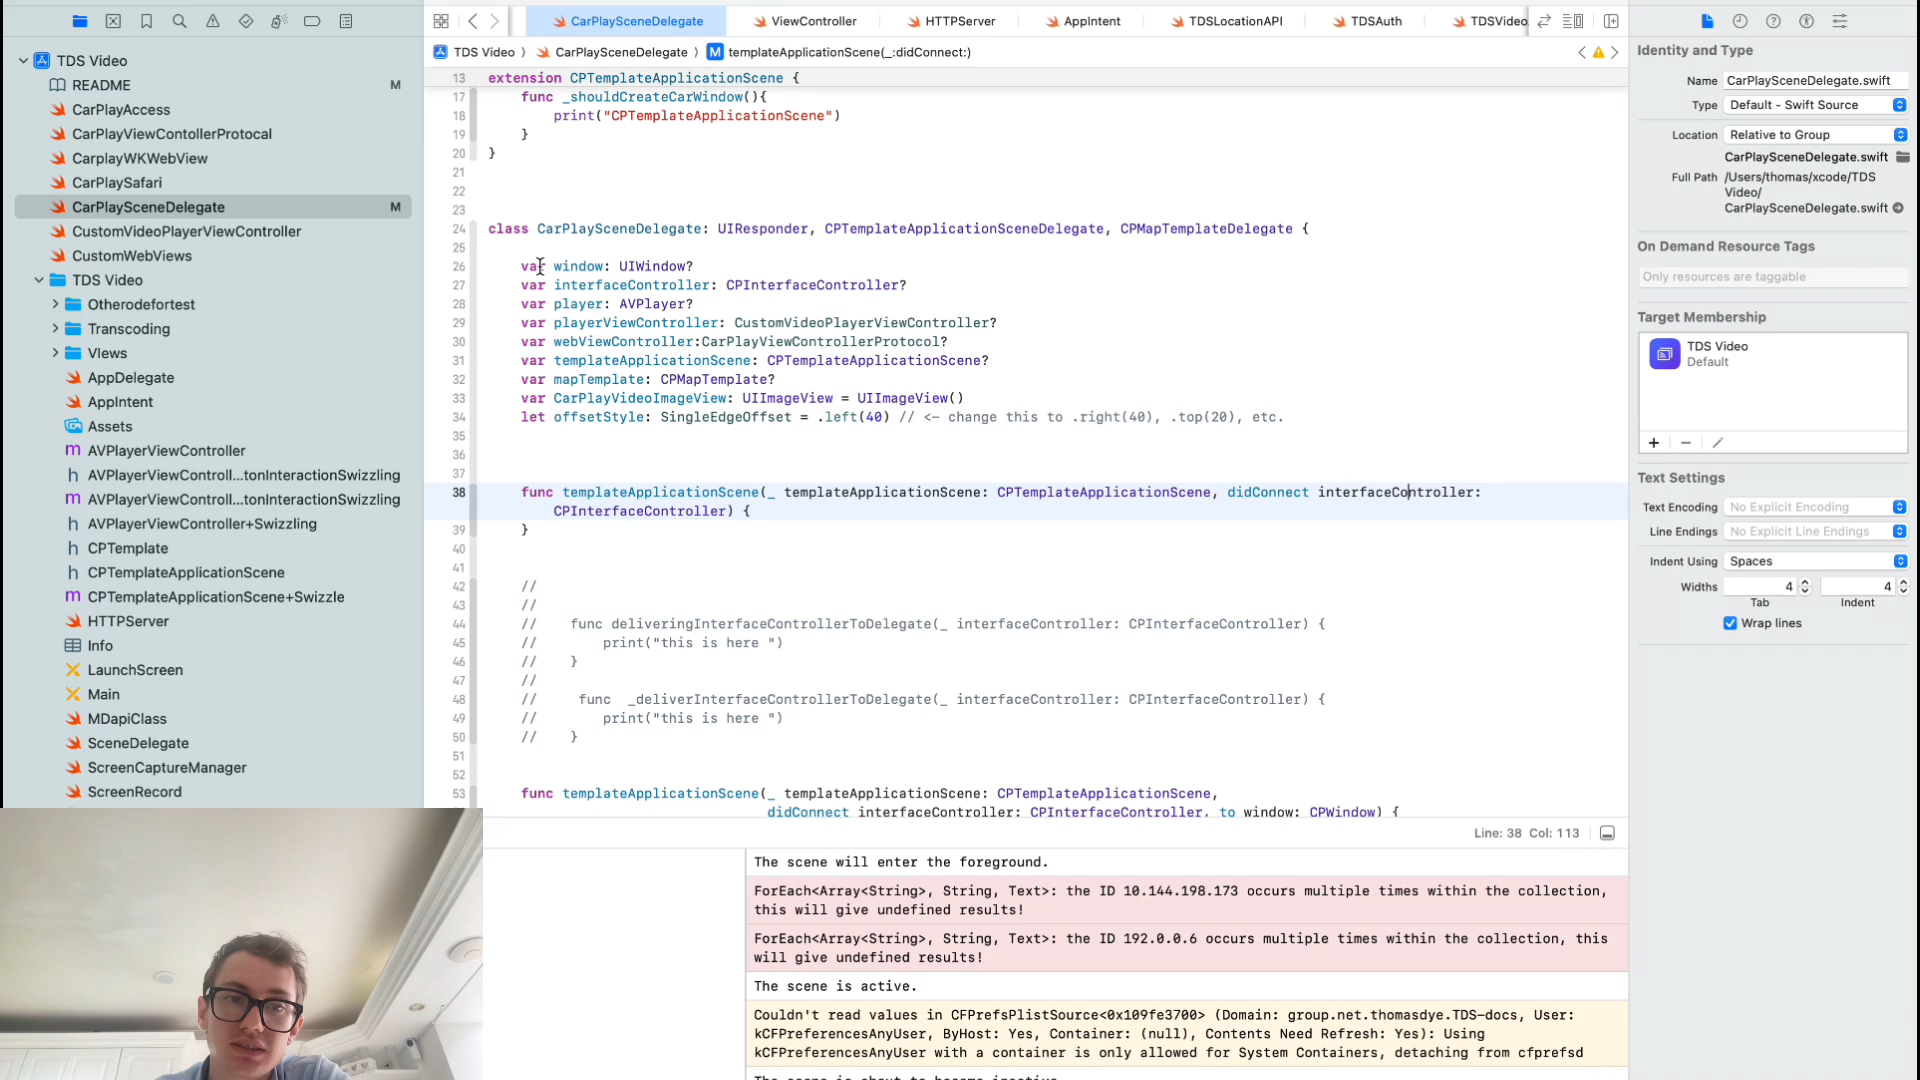 CarPlaySceneDelegate
ViewController
HTTPServer
AppIntent
TDSLocationAPI
TDSAuth
TDSVideo
TDS Video
CarPlaySceneDelegate
M
templateApplicationScene(_:didConnect:)
TDS Video
README
M
CarPlayAccess
CarPlayViewContollerProtocal
CarplayWKWebView
CarPlaySafari
CarPlaySceneDelegate
M
CustomVideoPlayerViewController
CustomWebViews
TDS Video
Otherodefortest
Transcoding
VIews
AppDelegate
AppIntent
Assets
m AVPlayerViewController
h AVPlayerViewControll...tonInteractionSwizzling
m AVPlayerViewControll...tonInteractionSwizzling
h AVPlayerViewController+Swizzling
h CPTemplate
h CPTemplateApplicationScene
m CPTemplateApplicationScene+Swizzle
HTTPServer
Info
LaunchScreen
Main
MDapiClass
SceneDelegate
ScreenCaptureManager
ScreenRecord
13 extension CPTemplateApplicationScene {
17 func _shouldCreateCarWindow(){
18 print("CPTemplateApplicationScene")
19 }
20 }
21
22
23
24 class CarPlaySceneDelegate: UIResponder, CPTemplateApplicationSceneDelegate, CPMapTemplateDelegate {
25
26 var window: UIWindow?
27 var interfaceController: CPInterfaceController?
28 var player: AVPlayer?
29 var playerViewController: CustomVideoPlayerViewController?
30 var webViewController:CarPlayViewControllerProtocol?
31 var templateApplicationScene: CPTemplateApplicationScene?
32 var mapTemplate: CPMapTemplate?
33 var CarPlayVideoImageView: UIImageView = UIImageView()
34 let offsetStyle: SingleEdgeOffset = .left(40) // <- change this to .right(40), .top(20), etc.
35
36
37
38 func templateApplicationScene(_ templateApplicationScene: CPTemplateApplicationScene, didConnect interfaceController:
CPInterfaceController) {
39 }
40
41
42 //
43 //
44 // func deliveringInterfaceControllerToDelegate(_ interfaceController: CPInterfaceController) {
45 // print("this is here ")
46 // }
47 //
48 // func _deliverInterfaceControllerToDelegate(_ interfaceController: CPInterfaceController) {
49 // print("this is here ")
50 // }
51
52
53 func templateApplicationScene(_ templateApplicationScene: CPTemplateApplicationScene,
didConnect interfaceController: CPInterfaceController, to window: CPWindow) {
Line: 38 Col: 113
The scene will enter the foreground.
ForEach<Array<String>, String, Text>: the ID 10.144.198.173 occurs multiple times within the collection,
this will give undefined results!
ForEach<Array<String>, String, Text>: the ID 192.0.0.6 occurs multiple times within the collection, this
will give undefined results!
The scene is active.
Couldn't read values in CFPrefsPlistSource<0x109fe3700> (Domain: group.net.thomasdye.TDS-docs, User:
kCFPreferencesAnyUser, ByHost: Yes, Container: (null), Contents Need Refresh: Yes): Using
kCFPreferencesAnyUser with a container is only allowed for System Containers, detaching from cfprefsd
Identity and Type
Name CarPlaySceneDelegate.swift
Type Default - Swift Source
Location Relative to Group
CarPlaySceneDelegate.swift
Full Path /Users/thomas/xcode/TDS
Video/
CarPlaySceneDelegate.swift
On Demand Resource Tags
Only resources are taggable
Target Membership
TDS Video
Default
Text Settings
Text Encoding No Explicit Encoding
Line Endings No Explicit Line Endings
Indent Using Spaces
Widths 4 4
Tab Indent
Wrap lines